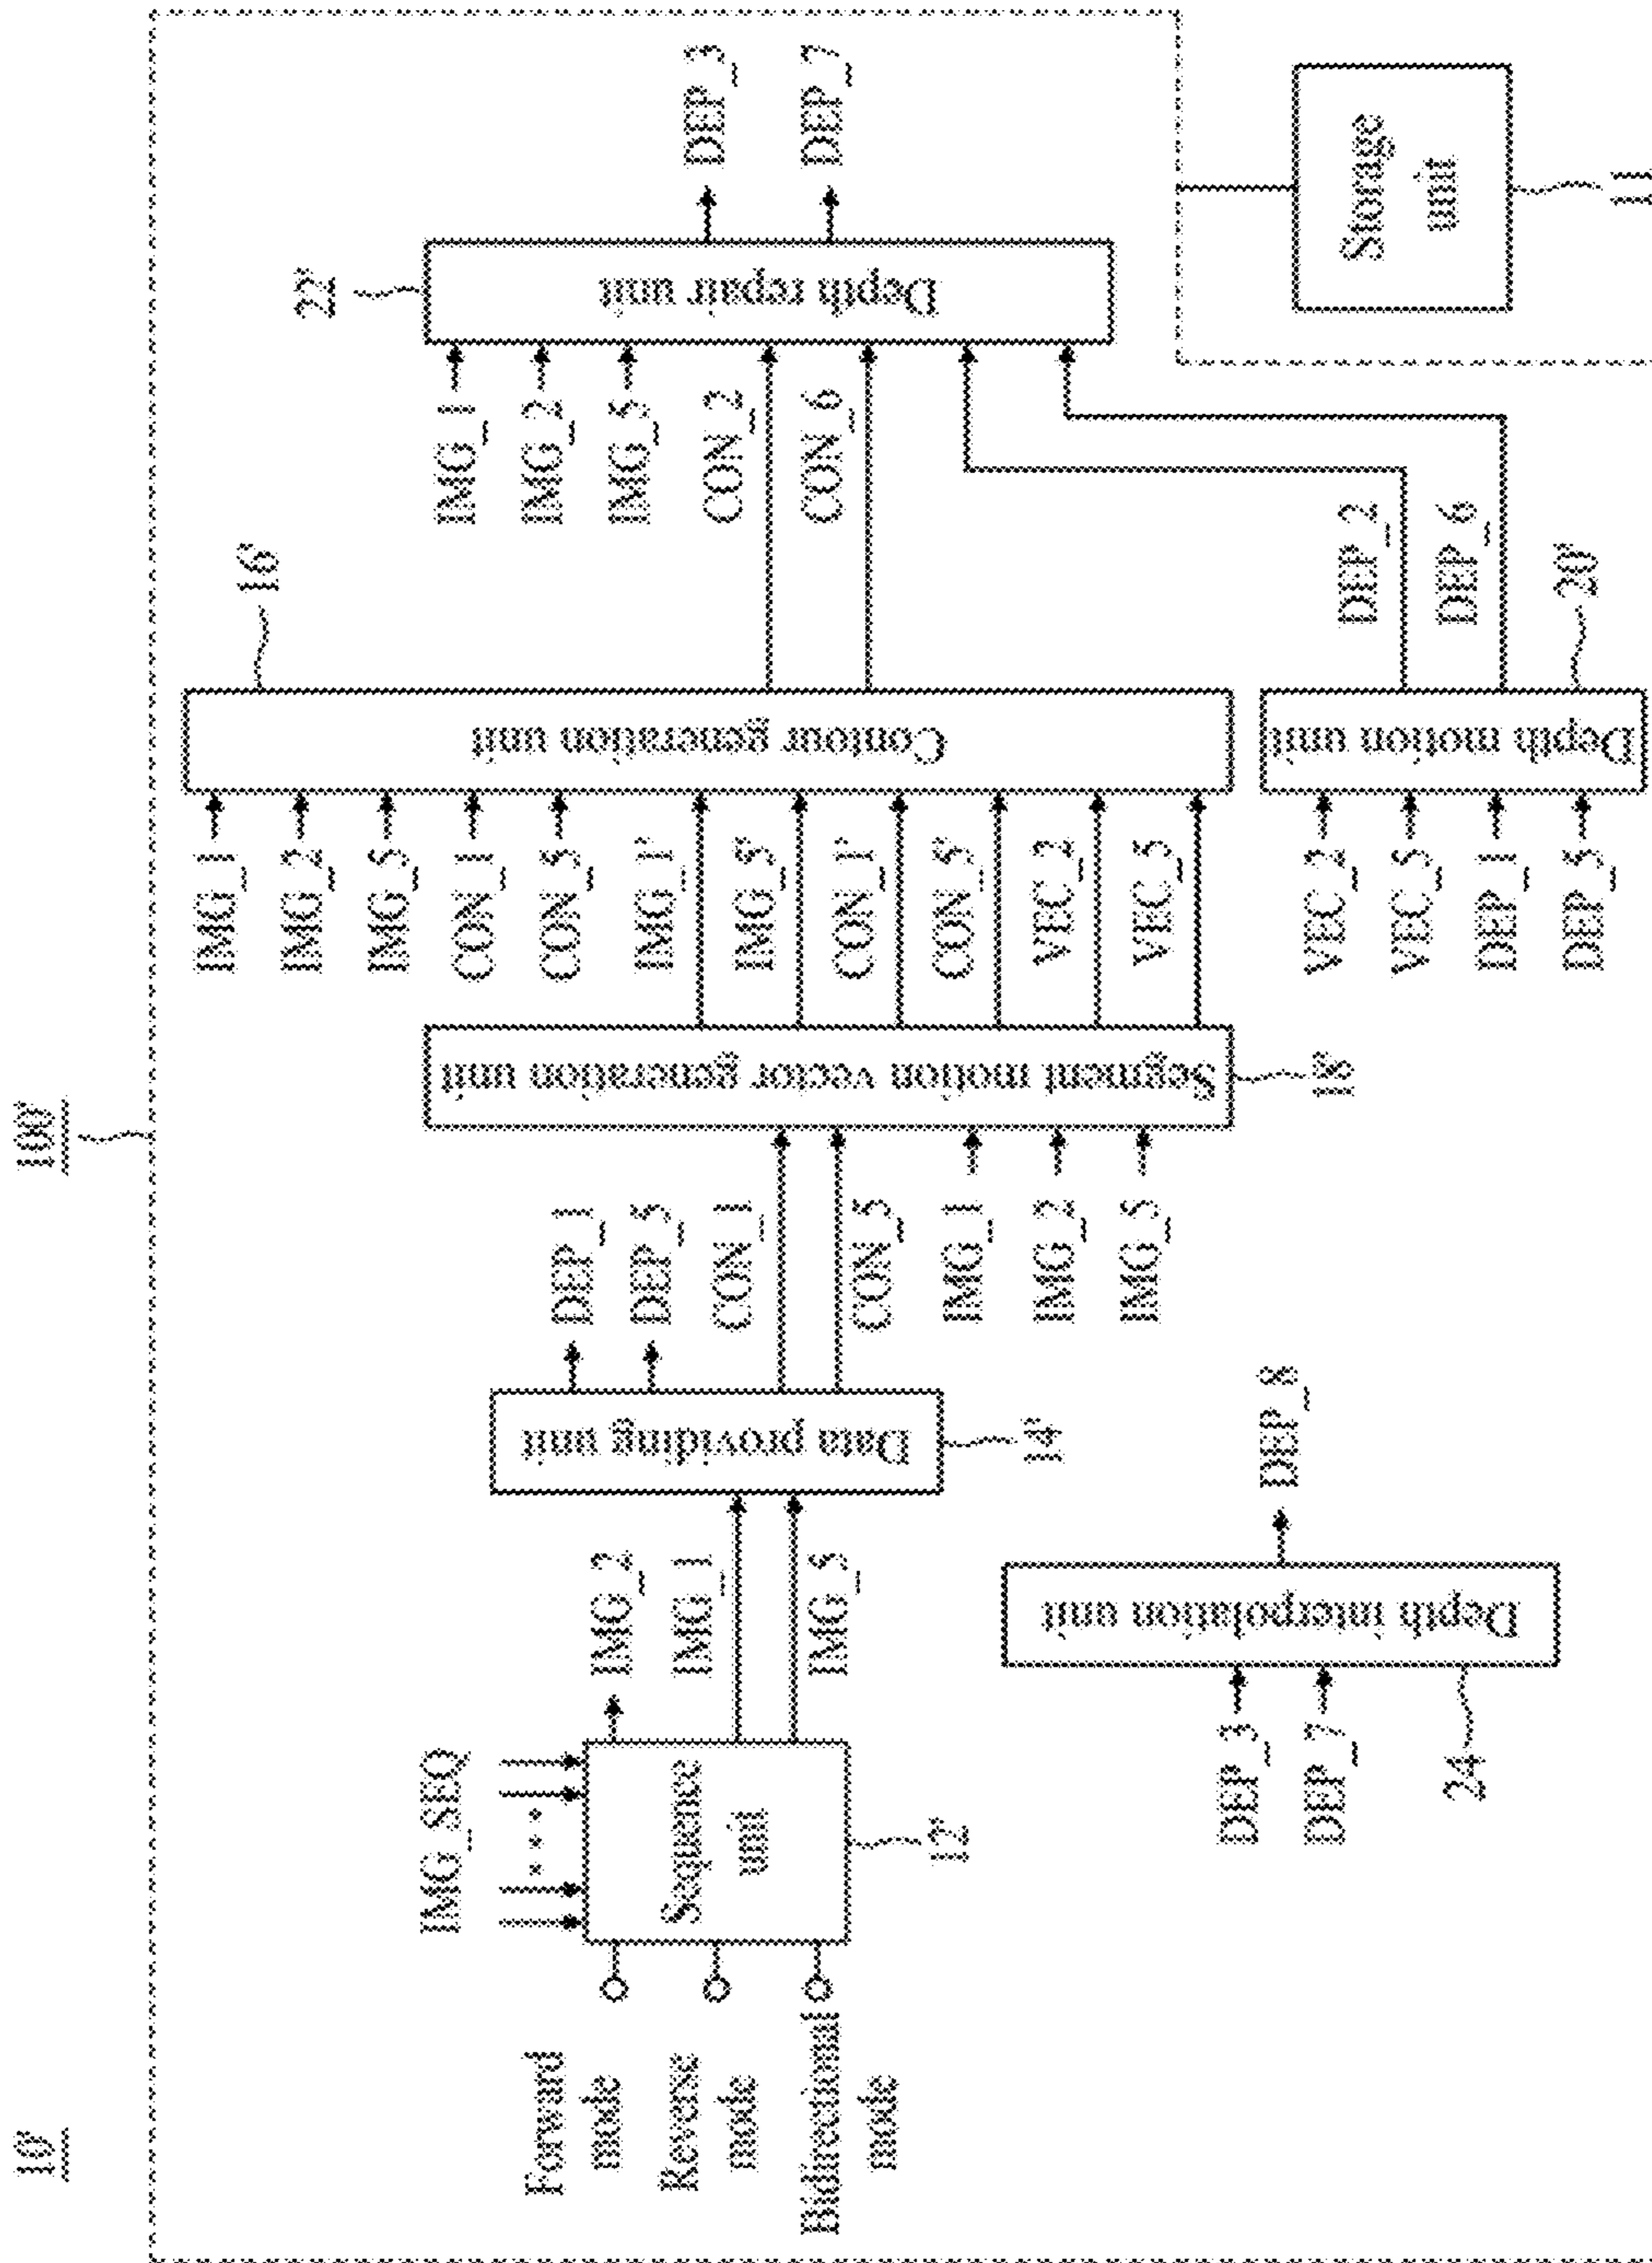 10'
100'
Forward
mode
Reverse
mode
Bidirectional
mode
IMG_SEQ
Sequence
unit
12'
IMG_2
IMG_1
IMG_5
Data providing unit
14'
DEP_1
DEP_5
CON_1
CON_5
IMG_1
IMG_2
IMG_5
Segment motion vector generation unit
18'
IMG_1
IMG_2
IMG_5
CON_1
CON_5
IMG_1'
IMG_5'
CON_1'
CON_5'
VEC_2
VEC_5
Contour generation unit
16'
VEC_2
VEC_5
DEP_1
DEP_5
Depth motion unit
20'
DEP_2
DEP_6
IMG_1
IMG_2
IMG_5
CON_2
CON_6
Depth repair unit
22'
DEP_3
DEP_7
DEP_3
DEP_7
Depth interpolation unit
24
DEP_8
Storage
unit
11